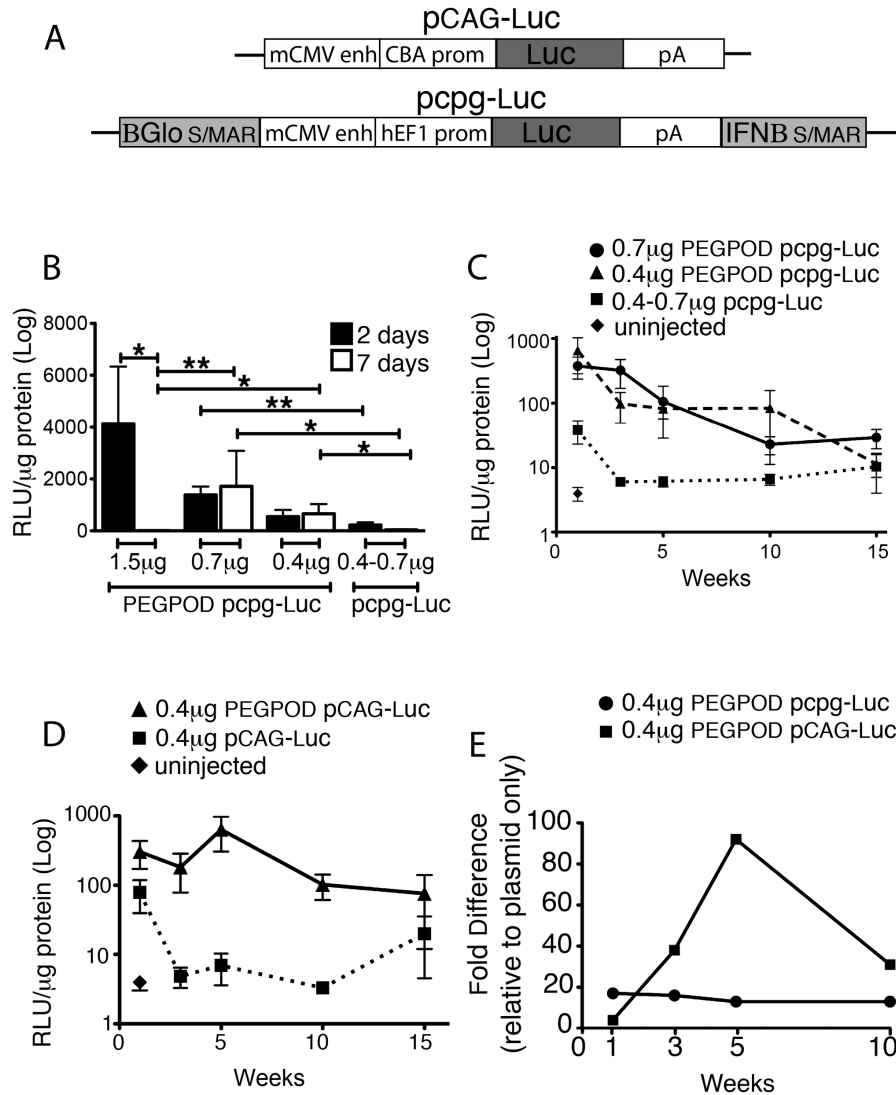 A
pCAG-Luc
mCMV enh CBA prom Luc pA
pcpg-Luc
BGlo S/MAR mCMV enh hEF1 prom Luc pA IFNB S/MAR
B
RLU/μg protein (Log)
8000
6000
4000
2000
0
2 days
7 days
*
**
*
**
*
*
1.5μg 0.7μg 0.4μg 0.4-0.7μg
PEGPOD pcpg-Luc pcpg-Luc
C
0.7μg PEGPOD pcpg-Luc
0.4μg PEGPOD pcpg-Luc
0.4-0.7μg pcpg-Luc
uninjected
RLU/μg protein (Log)
1000
100
10
1
0 5 10 15
Weeks
D
0.4μg PEGPOD pCAG-Luc
0.4μg pCAG-Luc
uninjected
RLU/μg protein (Log)
1000
100
10
1
0 5 10 15
Weeks
E
0.4μg PEGPOD pcpg-Luc
0.4μg PEGPOD pCAG-Luc
Fold Difference
(relative to plasmid only)
100
80
60
40
20
0
0 1 3 5 10
Weeks